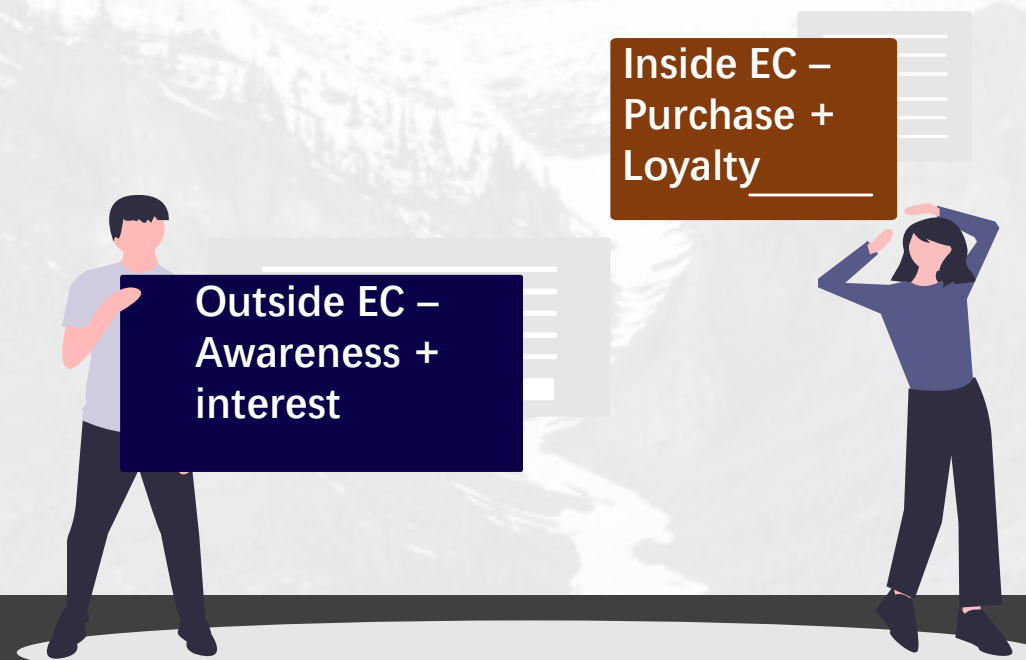 Inside EC –
Purchase +
Loyalty
Outside EC –
Awareness +
interest